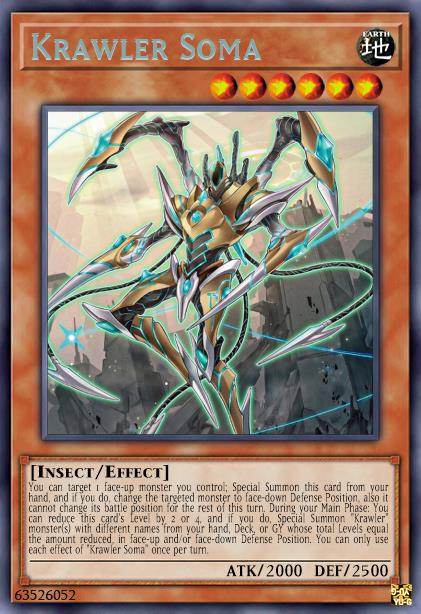 Krawler Soma
EARTH
地
[Insect/Effect]
You can target 1 face-up monster you control; Special Summon this card from your
hand, and if you do, change the targeted monster to face-down Defense Position, also it
cannot change its battle position for the rest of this turn. During your Main Phase: You
can reduce this card's Level by 2 or 4, and if you do, Special Summon "Krawler"
monster(s) with different names from your hand, Deck, or GY whose total Levels equal
the amount reduced, in face-up and/or face-down Defense Position. You can only use
each effect of "Krawler Soma" once per turn.
ATK/2000 DEF/2500
63526052